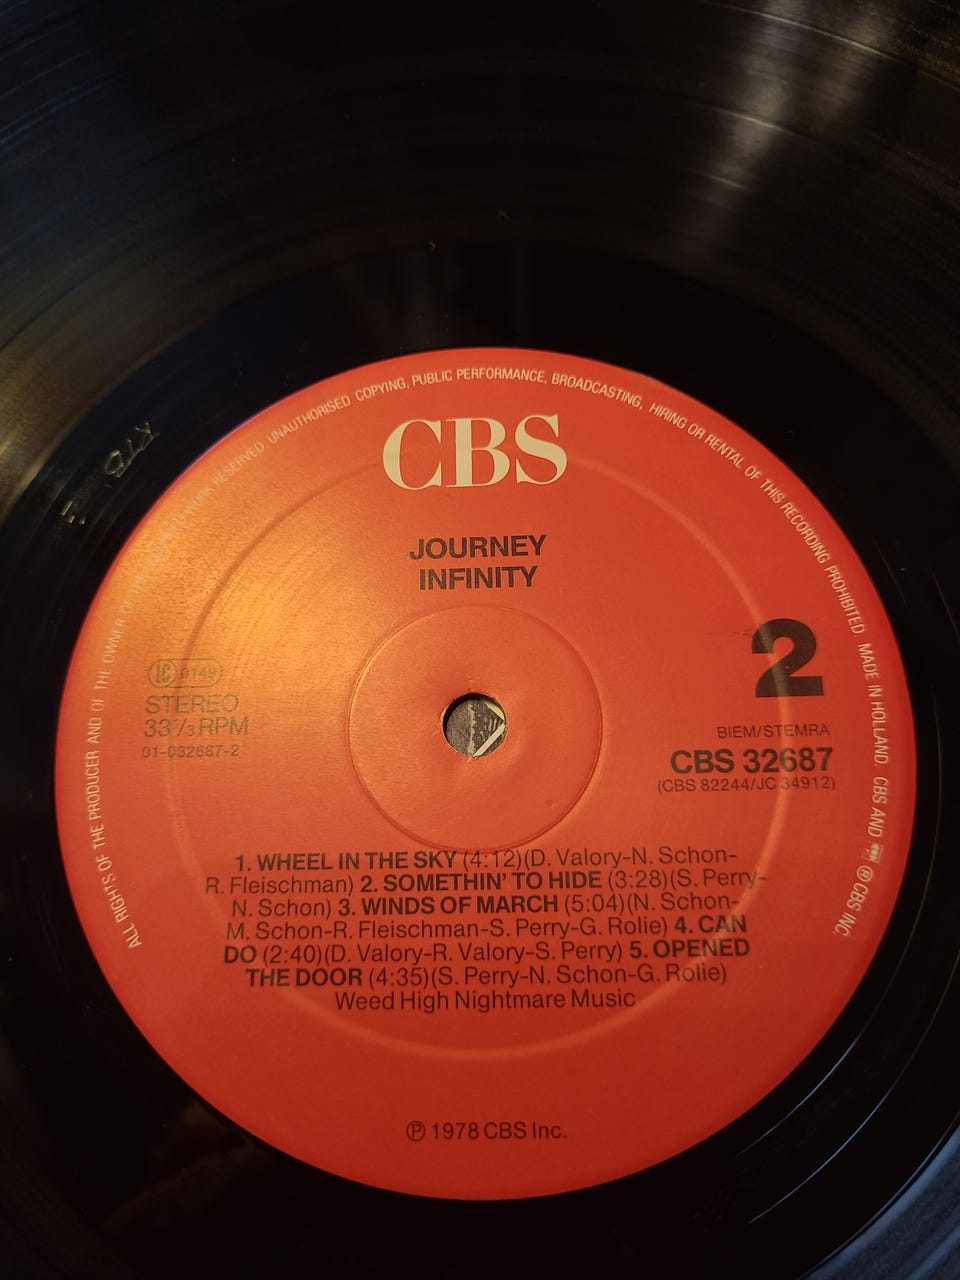 ALL RIGHTS OF THE PRODUCER AND OF THE OWNER OF THE RECORDED WORK RESERVED. UNAUTHORISED COPYING, PUBLIC PERFORMANCE, BROADCASTING, HIRING OR RENTAL OF THIS RECORDING PROHIBITED. MADE IN HOLLAND. CBS AND ® CBS INC.
CBS
JOURNEY
INFINITY
2
LC 0149
STEREO
33⅓ RPM
01-032687-2
BIEM/STEMRA
CBS 32687
(CBS 82244/JC 34912)
1. WHEEL IN THE SKY (4:12)(D. Valory-N. Schon-
R. Fleischman) 2. SOMETHIN' TO HIDE (3:28)(S. Perry-
N. Schon) 3. WINDS OF MARCH (5:04)(N. Schon-
M. Schon-R. Fleischman-S. Perry-G. Rolie) 4. CAN
DO (2:40)(D. Valory-R. Valory-S. Perry) 5. OPENED
THE DOOR (4:35)(S. Perry-N. Schon-G. Rolie)
Weed High Nightmare Music
℗ 1978 CBS Inc.